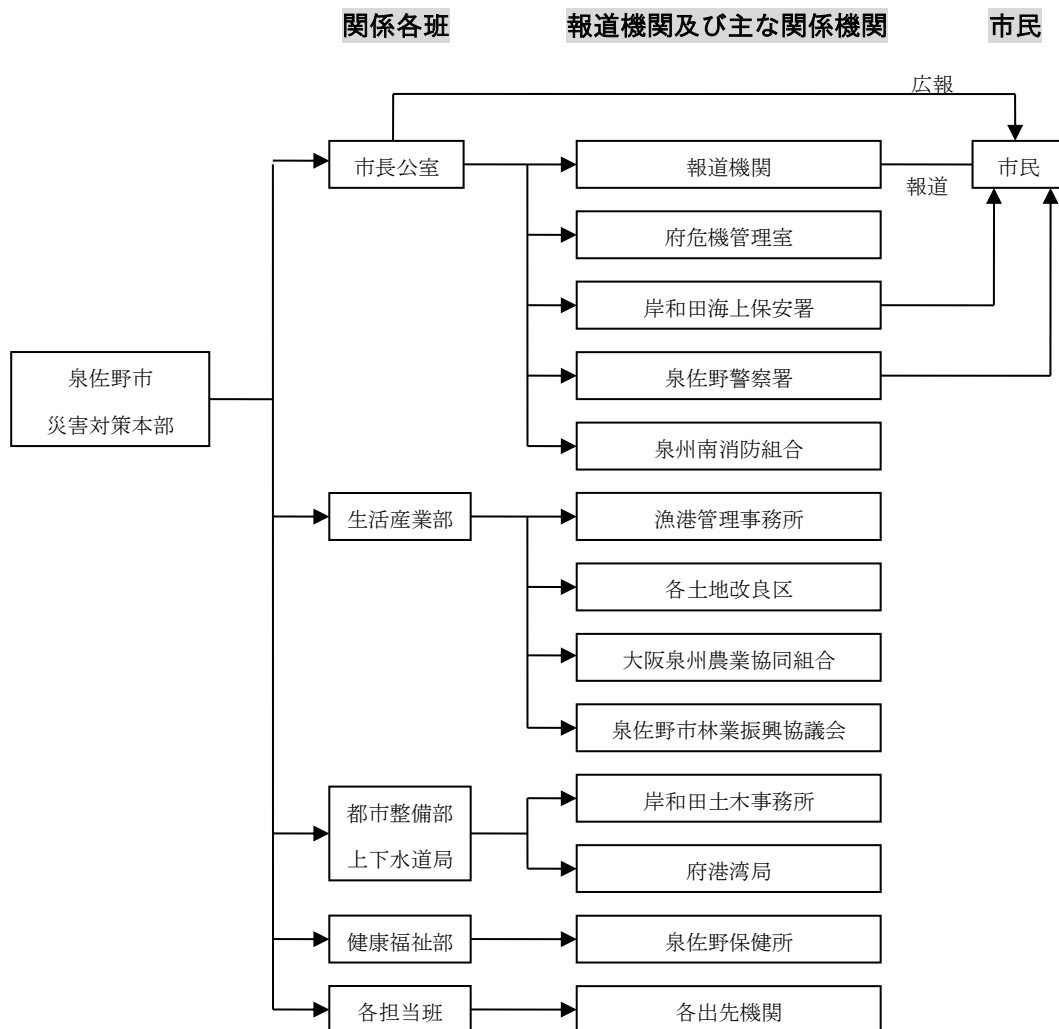 関係各班
報道機関及び主な関係機関
市民
広報
市長公室
報道機関
市民
報道
府危機管理室
岸和田海上保安署
泉佐野市
災害対策本部
泉佐野警察署
泉州南消防組合
生活産業部
漁港管理事務所
各土地改良区
大阪泉州農業協同組合
泉佐野市林業振興協議会
都市整備部
上下水道局
岸和田土木事務所
府港湾局
健康福祉部
泉佐野保健所
各担当班
各出先機関